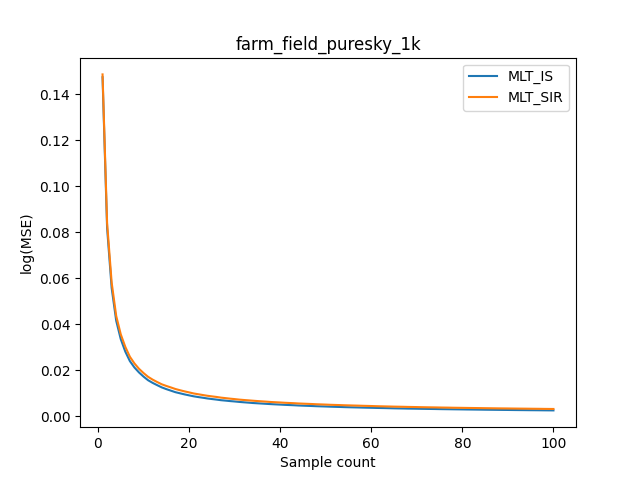 farm_field_puresky_1k
MLT_IS
MLT_SIR
log(MSE)
0.14
0.12
0.10
0.08
0.06
0.04
0.02
0.00
0 20 40 60 80 100
Sample count